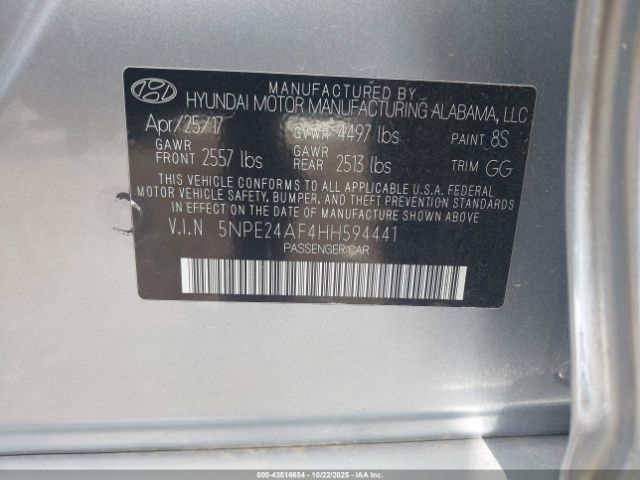 MANUFACTURED BY
HYUNDAI MOTOR MANUFACTURING ALABAMA, LLC
Apr/25/17 GVWR 4497 lbs PAINT 8S
GAWR FRONT 2557 lbs GAWR REAR 2513 lbs TRIM GG
THIS VEHICLE CONFORMS TO ALL APPLICABLE U.S.A. FEDERAL
MOTOR VEHICLE SAFETY, BUMPER, AND THEFT PREVENTION STANDARDS
IN EFFECT ON THE DATE OF MANUFACTURE SHOWN ABOVE
V.I.N 5NPE24AF4HH594441
PASSENGER CAR
000-43516654 | 10/22/2025 | Copyright © IAA, LLC